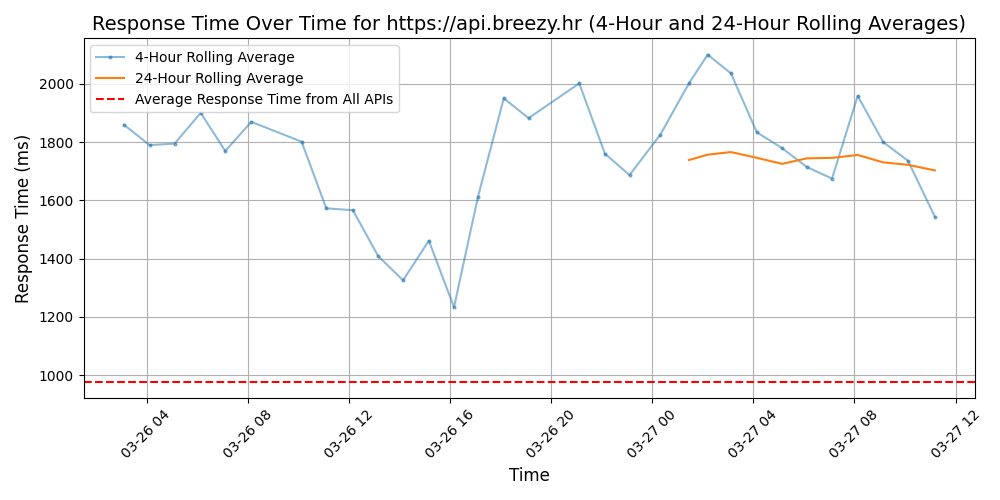 Response Time Over Time for https://api.breezy.hr (4-Hour and 24-Hour Rolling Averages)
4-Hour Rolling Average
24-Hour Rolling Average
Average Response Time from All APIs
Response Time (ms)
2000
1800
1600
1400
1200
1000
03-26 04
03-26 08
03-26 12
03-26 16
03-26 20
03-27 00
03-27 04
03-27 08
03-27 12
Time